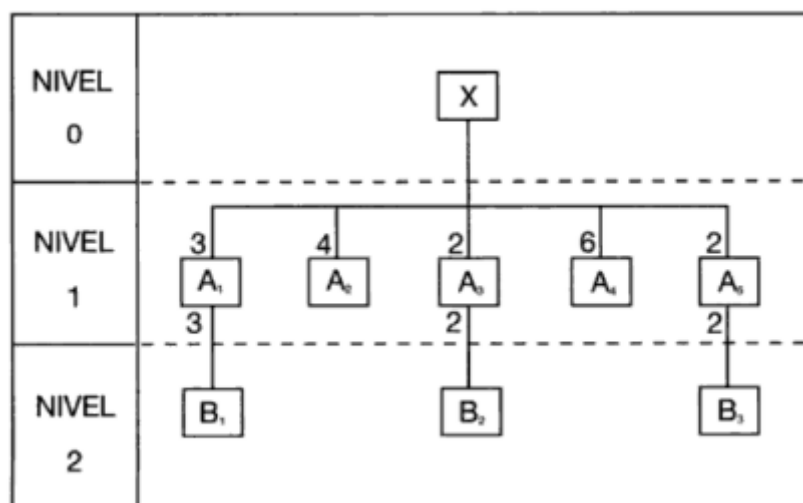 NIVEL
0
X
NIVEL
1
3 4 2 6 2
A₁ A₂ A₃ A₄ A₅
3 2 2
NIVEL
2
B₁ B₂ B₃